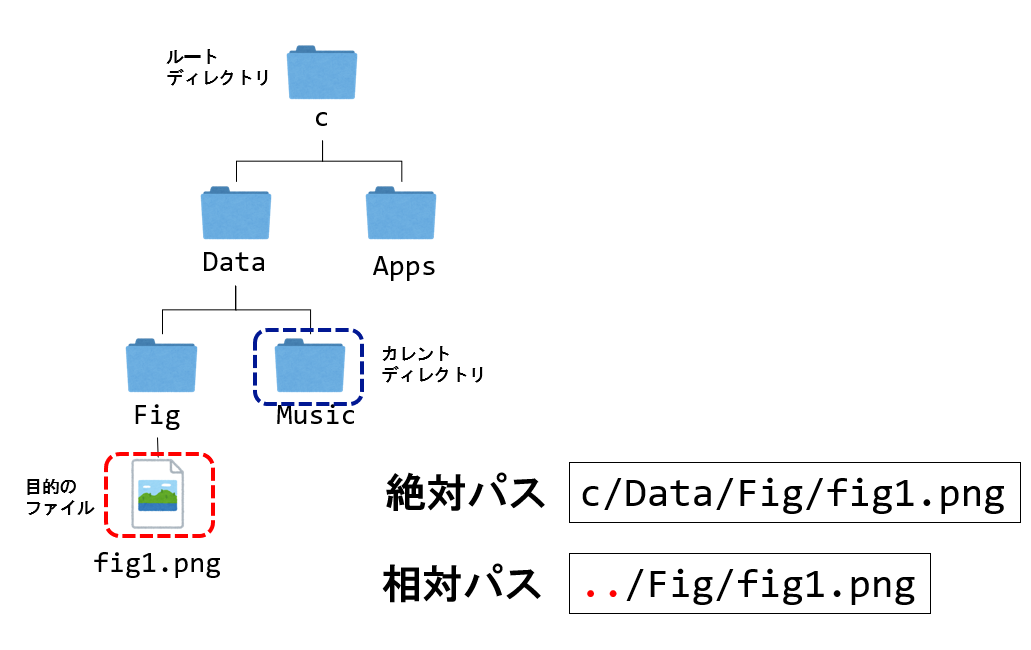 ルート
ディレクトリ
c
Data
Apps
Fig
Music
カレント
ディレクトリ
目的の
ファイル
fig1.png
絶対パス
c/Data/Fig/fig1.png
相対パス
../Fig/fig1.png